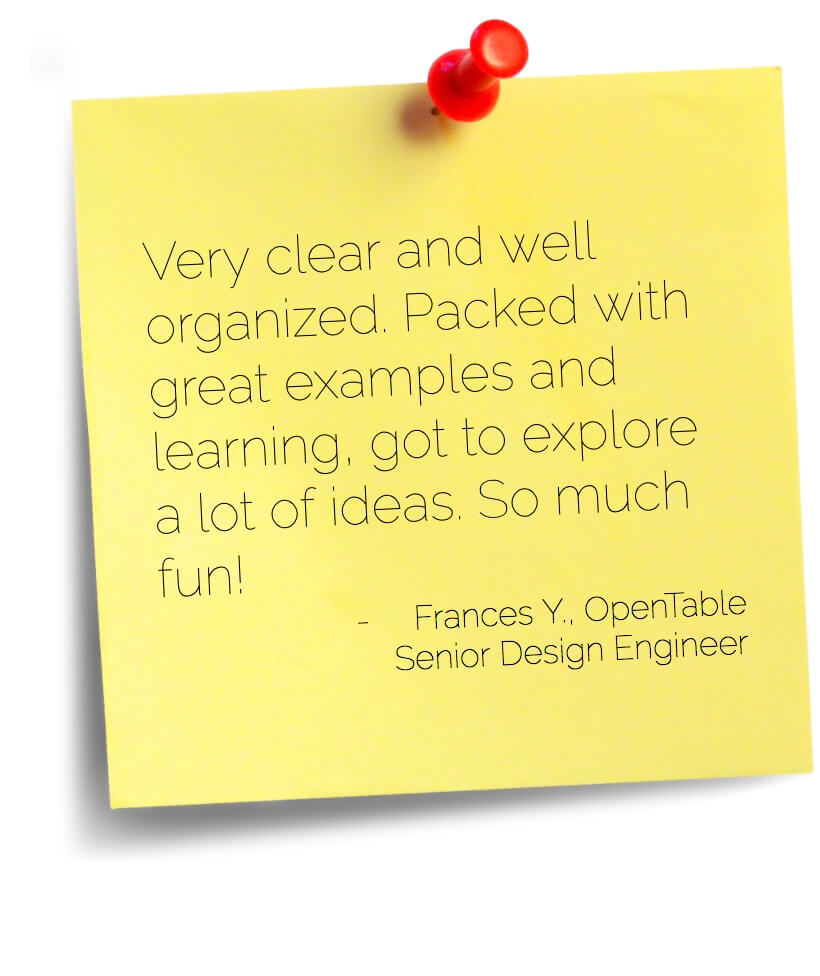 Very clear and well
organized. Packed with
great examples and
learning, got to explore
a lot of ideas. So much
fun!
- Frances Y., OpenTable
Senior Design Engineer